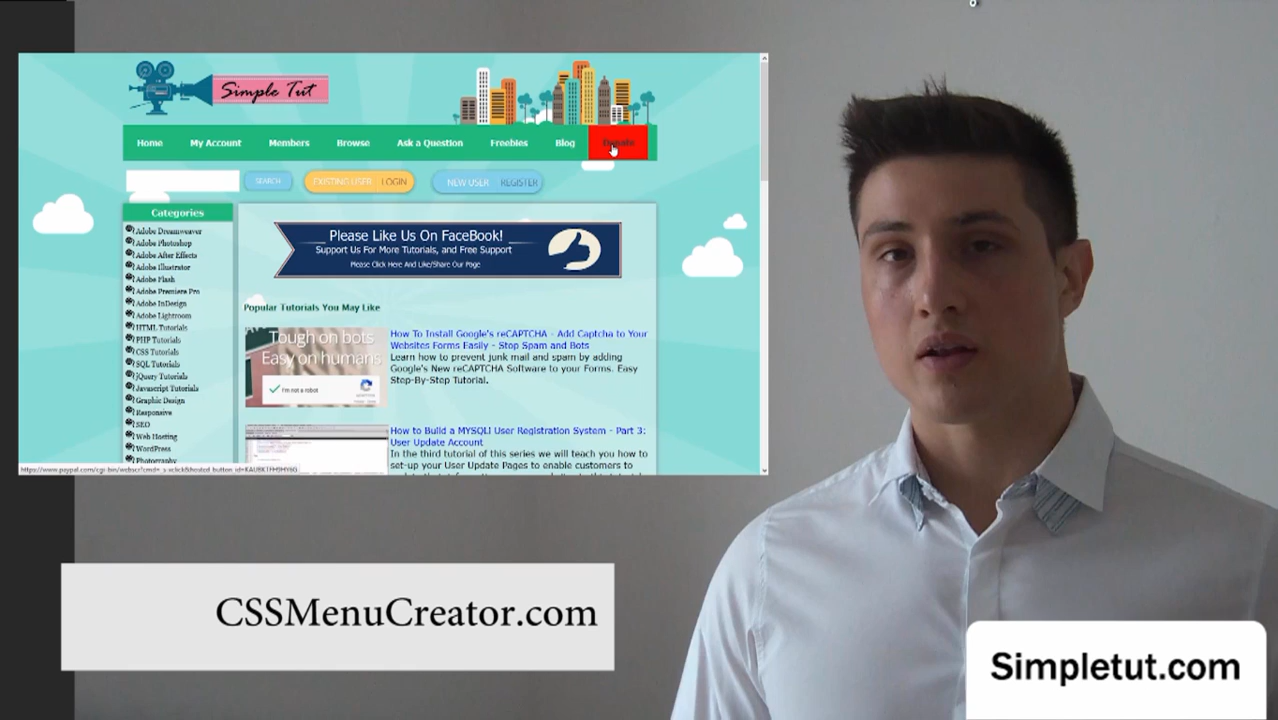 Simple Tut
Home My Account Members Browse Ask a Question Freebies Blog Donate
SEARCH EXISTING USER LOGIN NEW USER REGISTER
Categories
Adobe Dreamweaver
Adobe Photoshop
Adobe After Effects
Adobe Illustrator
Adobe Flash
Adobe Premiere Pro
Adobe InDesign
Adobe Lightroom
HTML Tutorials
PHP Tutorials
CSS Tutorials
SQL Tutorials
jQuery Tutorials
Javascript Tutorials
Graphic Design
Responsive
SEO
Web Hosting
WordPress
Photography
Please Like Us On FaceBook!
Support Us For More Tutorials, and Free Support
Please Click Here And Like/Share Our Page
Popular Tutorials You May Like
Tough on bots
Easy on humans
I'm not a robot
How To Install Google's reCAPTCHA - Add Captcha to Your
Websites Forms Easily - Stop Spam and Bots
Learn how to prevent junk mail and spam by adding
Google's New reCAPTCHA Software to your Forms. Easy
Step-By-Step Tutorial.
How to Build a MYSQLI User Registration System - Part 3:
User Update Account
In the third tutorial of this series we will teach you how to
set-up your User Update Pages to enable customers to
CSSMenuCreator.com
Simpletut.com